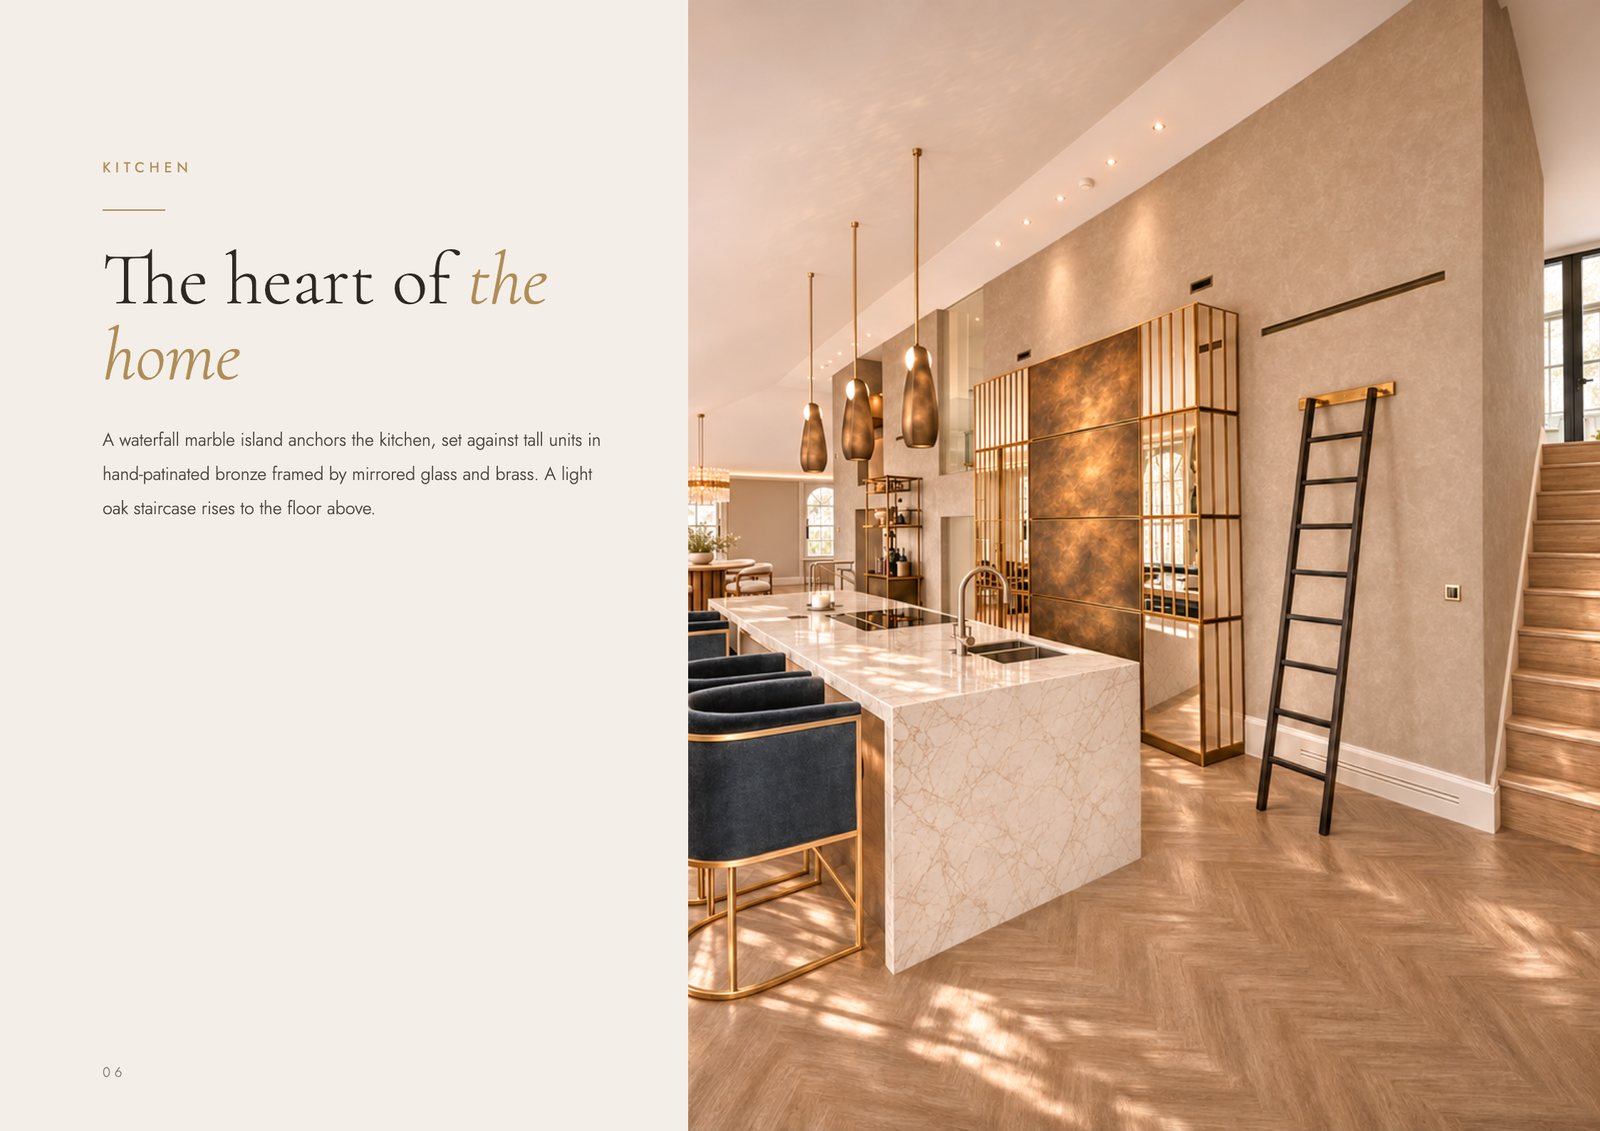 KITCHEN
The heart of the
home
A waterfall marble island anchors the kitchen, set against tall units in
hand-patinated bronze framed by mirrored glass and brass. A light
oak staircase rises to the floor above.
06